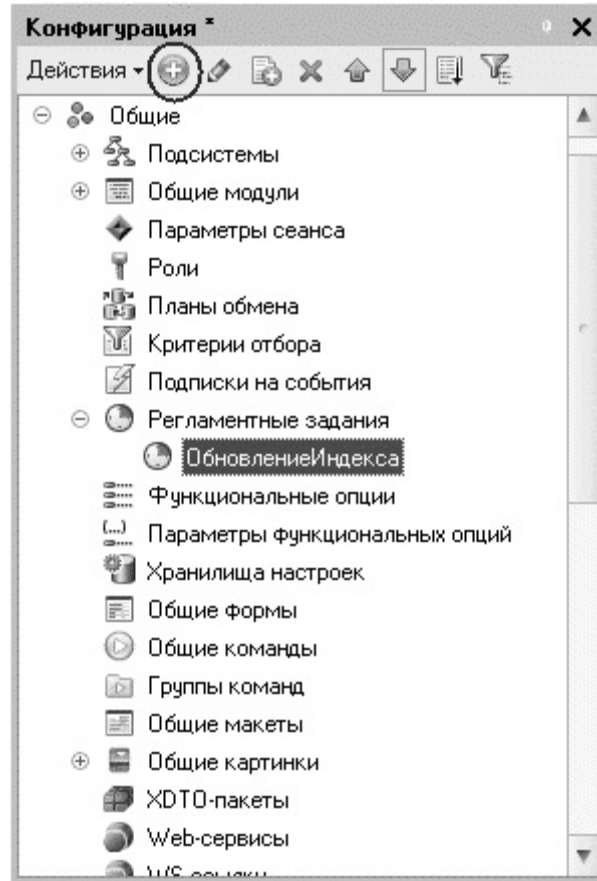 Конфигурация *
Действия
Общие
Подсистемы
Общие модули
Параметры сеанса
Роли
Планы обмена
Критерии отбора
Подписки на события
Регламентные задания
ОбновлениеИндекса
Функциональные опции
Параметры функциональных опций
Хранилища настроек
Общие формы
Общие команды
Группы команд
Общие макеты
Общие картинки
XDTO-пакеты
Web-сервисы